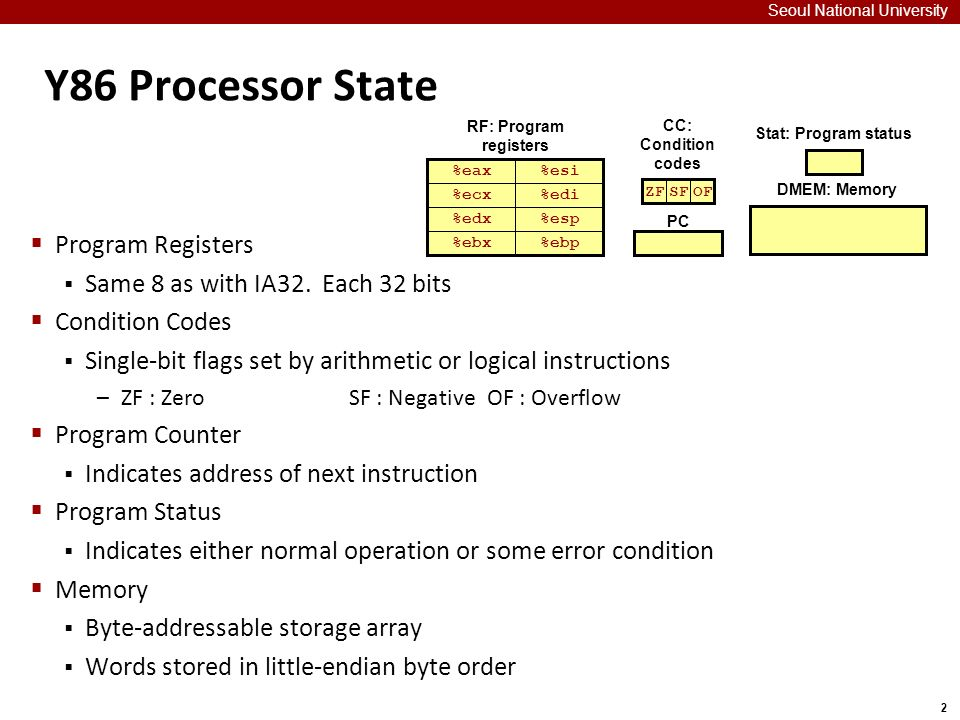 Seoul National University
Y86 Processor State
RF: Program
registers
%eax %esi
%ecx %edi
%edx %esp
%ebx %ebp
CC:
Condition
codes
ZF SF OF
PC
Stat: Program status
DMEM: Memory
▪ Program Registers
▪ Same 8 as with IA32. Each 32 bits
▪ Condition Codes
▪ Single-bit flags set by arithmetic or logical instructions
– ZF : Zero SF : Negative OF : Overflow
▪ Program Counter
▪ Indicates address of next instruction
▪ Program Status
▪ Indicates either normal operation or some error condition
▪ Memory
▪ Byte-addressable storage array
▪ Words stored in little-endian byte order
2